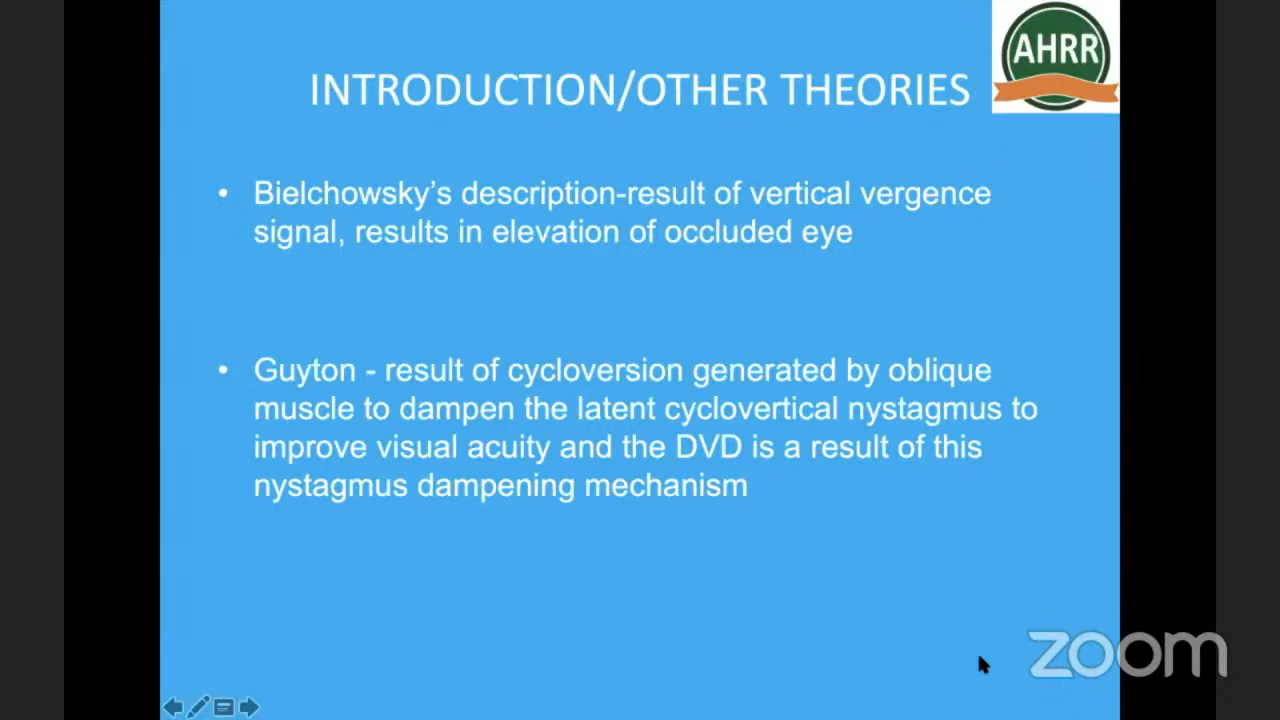 AHRR
INTRODUCTION/OTHER THEORIES
• Bielchowsky’s description-result of vertical vergence
signal, results in elevation of occluded eye
• Guyton - result of cycloversion generated by oblique
muscle to dampen the latent cyclovertical nystagmus to
improve visual acuity and the DVD is a result of this
nystagmus dampening mechanism
zoom